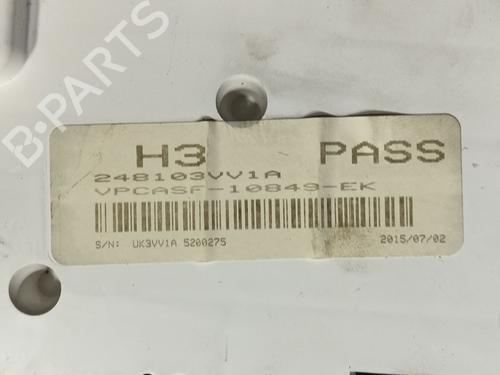 B-PARTS
H3 PASS
248103VV1A
VPCASF-10849-EK
S/N: UK3VV1A 5200275 2015/07/02